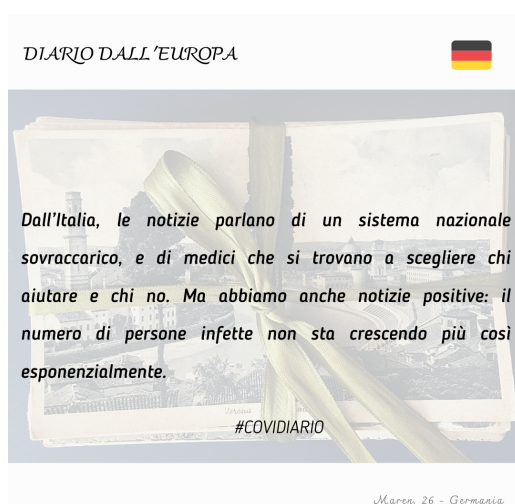 DIARIO DALL'EUROPA
Dall'Italia, le notizie parlano di un sistema nazionale
sovraccarico, e di medici che si trovano a scegliere chi
aiutare e chi no. Ma abbiamo anche notizie positive: il
numero di persone infette non sta crescendo più così
esponenzialmente.
#COVIDIARIO
Maren, 26 - Germania